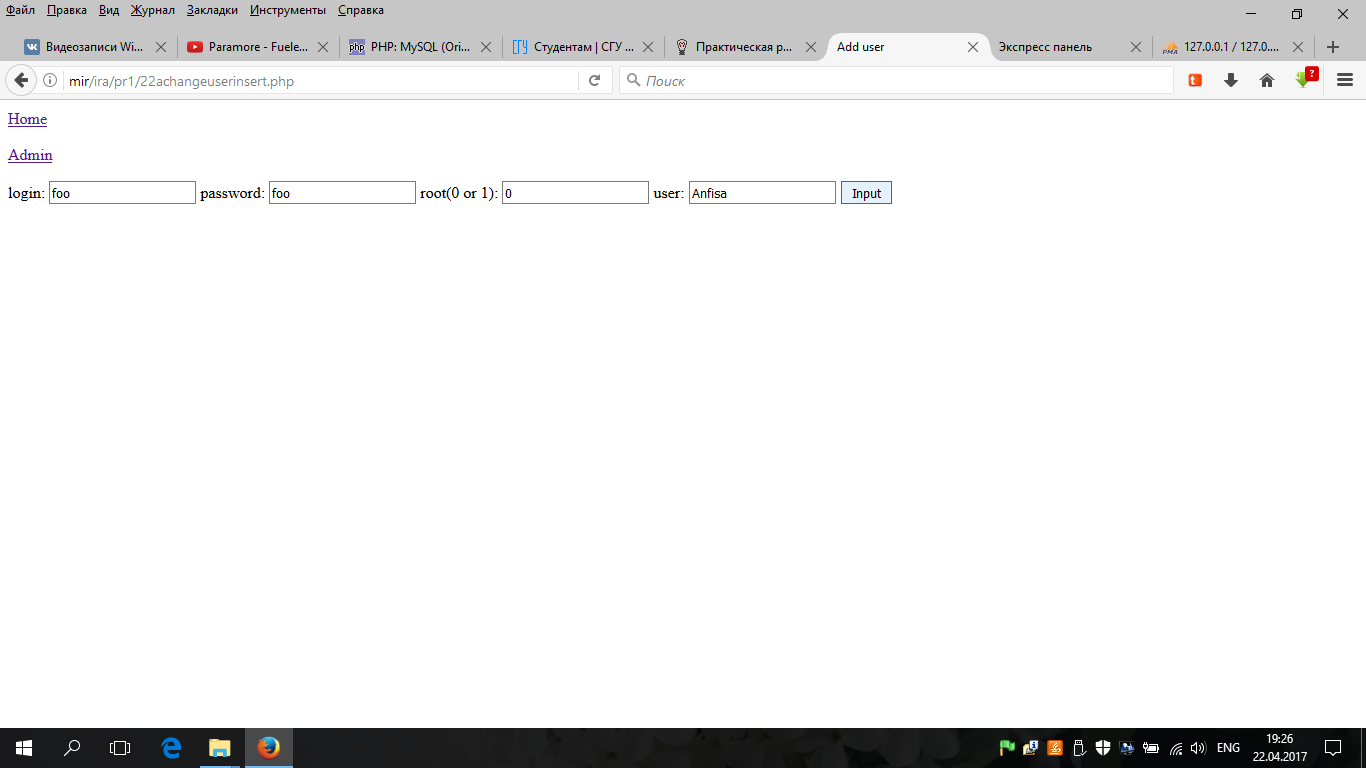 Файл Правка Вид Журнал Закладки Инструменты Справка
Видеозаписи Wi... Paramore - Fuele... php PHP: MySQL (Ori... Студентам | СГУ ... Практическая р... Add user Экспресс панель PMA 127.0.0.1 / 127.0....
mir/ira/pr1/22achangeuserinsert.php Поиск t ?
Home
Admin
login: foo password: foo root(0 or 1): 0 user: Anfisa Input
ENG 19:26
22.04.2017